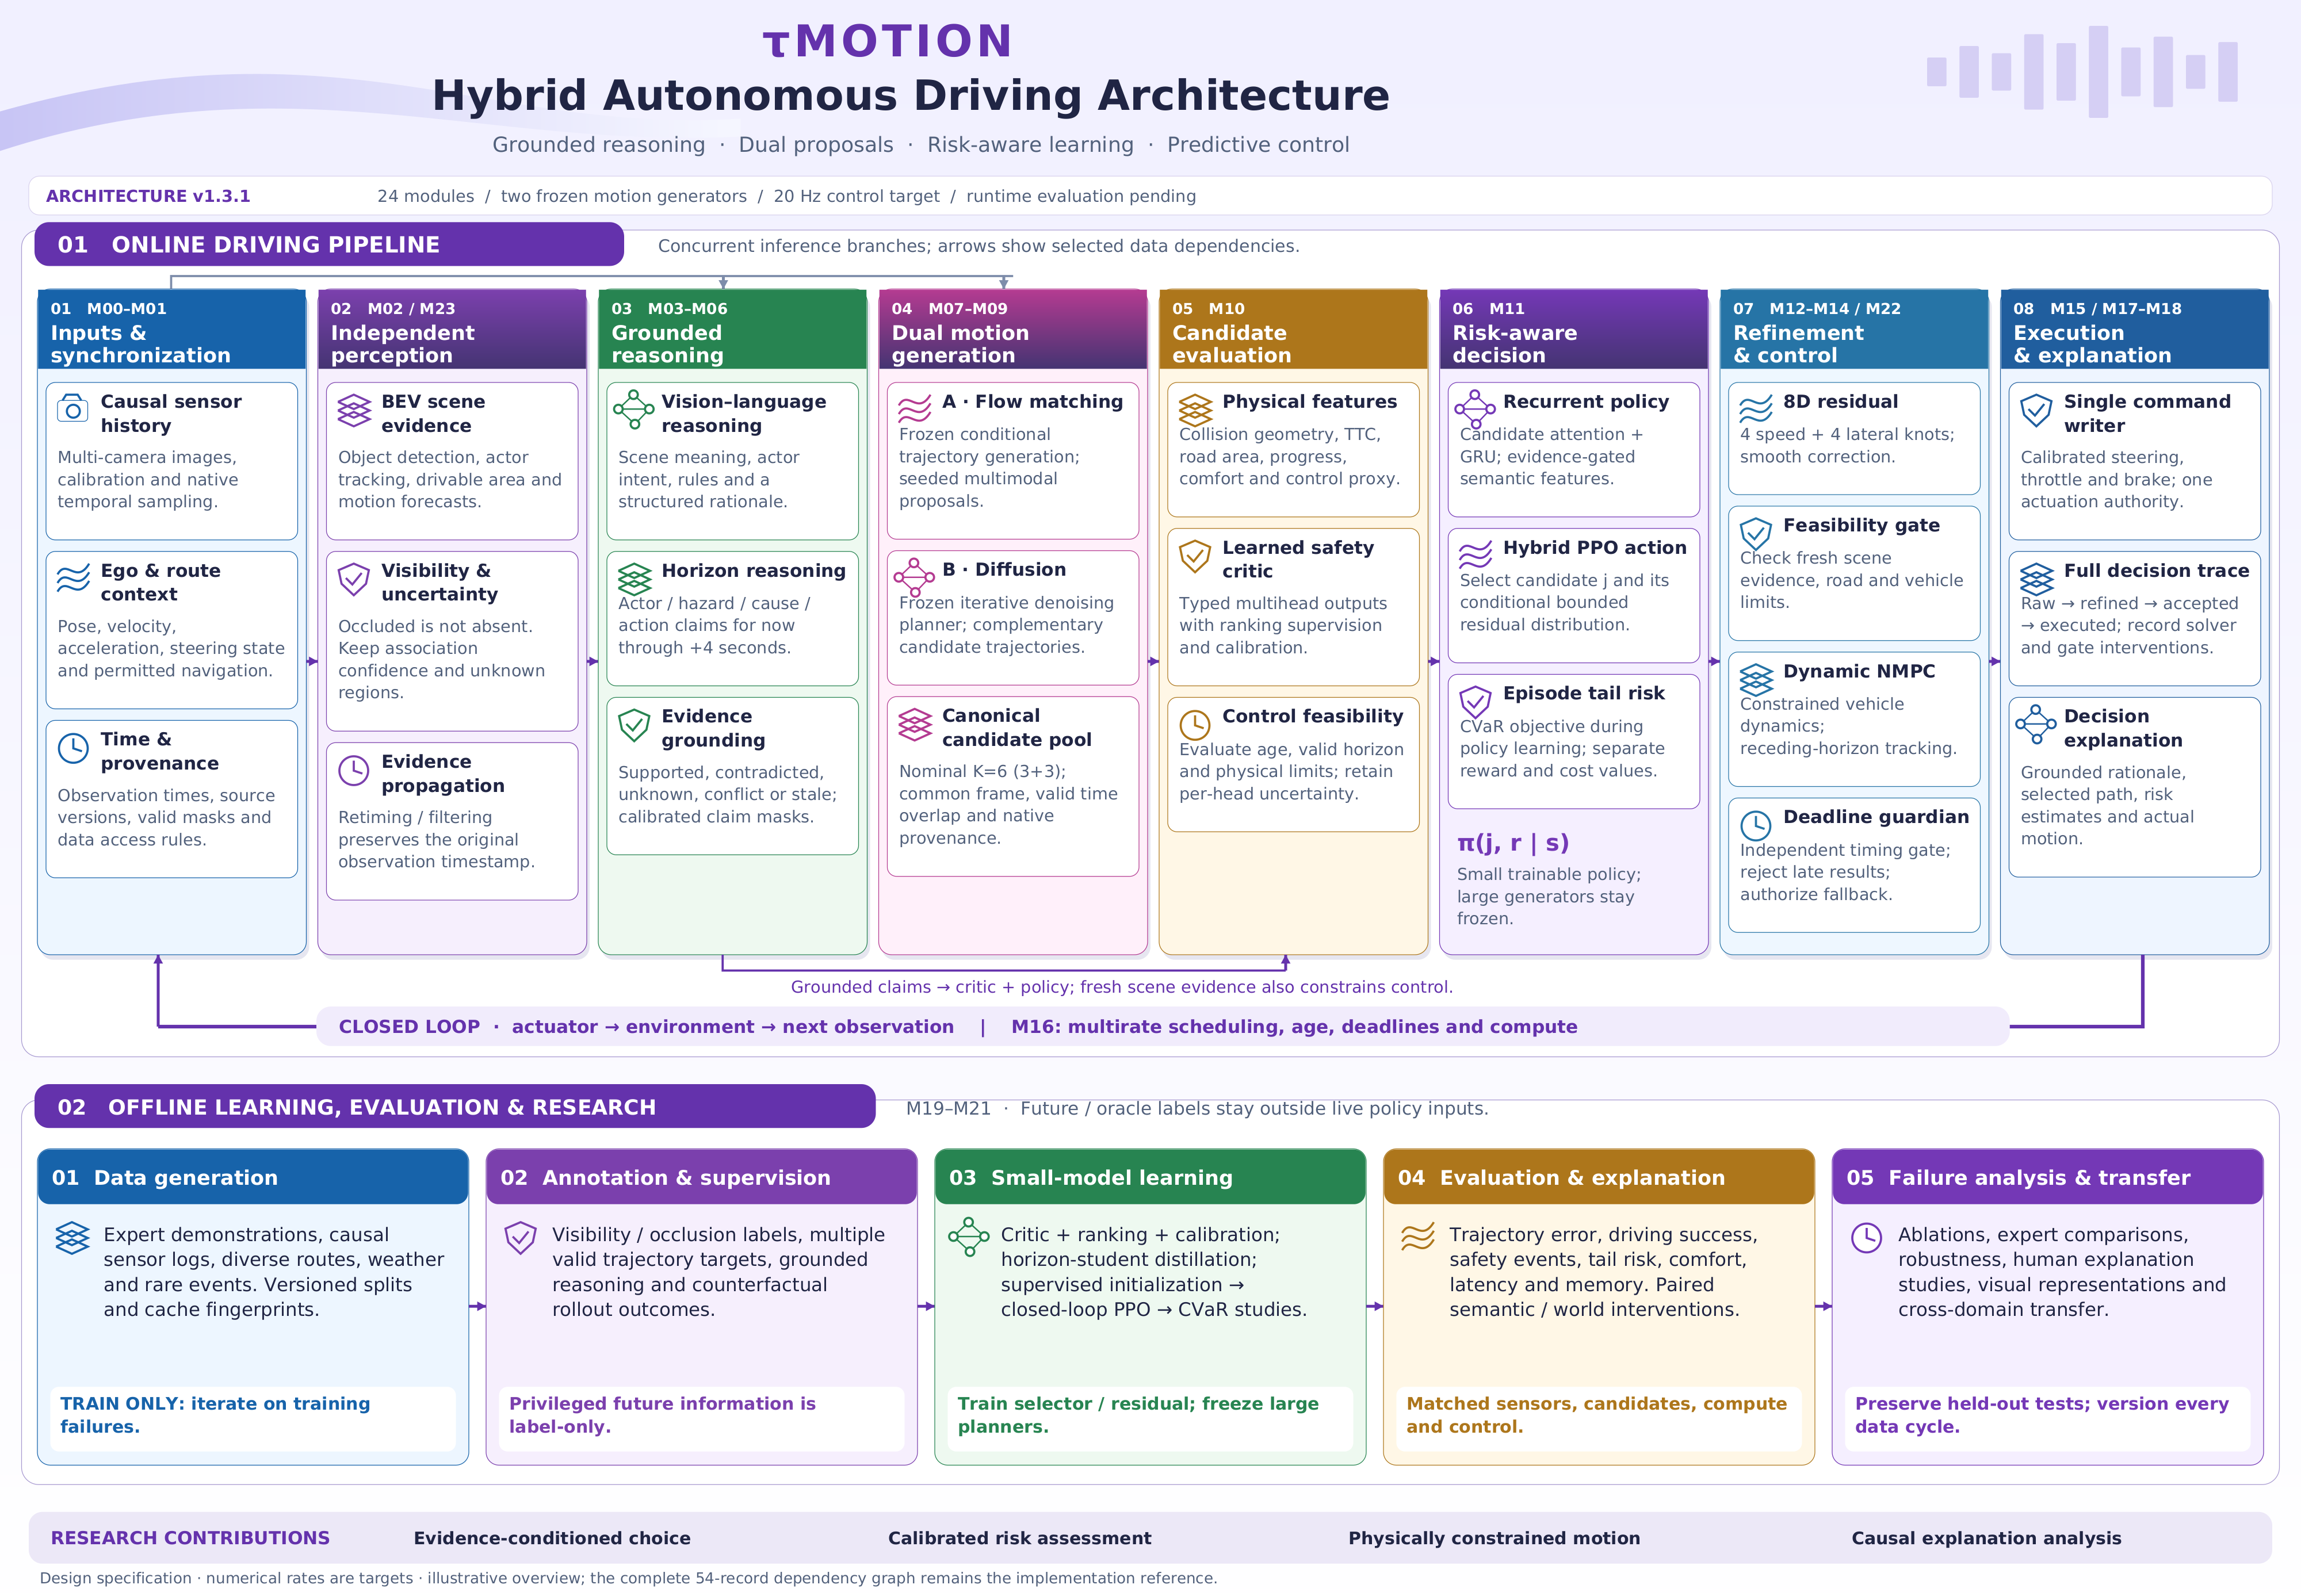 τMOTION
Hybrid Autonomous Driving Architecture
Grounded reasoning · Dual proposals · Risk-aware learning · Predictive control
ARCHITECTURE v1.3.1
24 modules / two frozen motion generators / 20 Hz control target / runtime evaluation pending
01 ONLINE DRIVING PIPELINE
Concurrent inference branches; arrows show selected data dependencies.
01 M00–M01
Inputs &
synchronization
Causal sensor
history
Multi-camera images,
calibration and native
temporal sampling.
Ego & route
context
Pose, velocity,
acceleration, steering state
and permitted navigation.
Time &
provenance
Observation times, source
versions, valid masks and
data access rules.
02 M02 / M23
Independent
perception
BEV scene
evidence
Object detection, actor
tracking, drivable area and
motion forecasts.
Visibility &
uncertainty
Occluded is not absent.
Keep association
confidence and unknown
regions.
Evidence
propagation
Retiming / filtering
preserves the original
observation timestamp.
03 M03–M06
Grounded
reasoning
Vision–language
reasoning
Scene meaning, actor
intent, rules and a
structured rationale.
Horizon reasoning
Actor / hazard / cause /
action claims for now
through +4 seconds.
Evidence
grounding
Supported, contradicted,
unknown, conflict or stale;
calibrated claim masks.
04 M07–M09
Dual motion
generation
A · Flow matching
Frozen conditional
trajectory generation;
seeded multimodal
proposals.
B · Diffusion
Frozen iterative denoising
planner; complementary
candidate trajectories.
Canonical
candidate pool
Nominal K=6 (3+3);
common frame, valid time
overlap and native
provenance.
05 M10
Candidate
evaluation
Physical features
Collision geometry, TTC,
road area, progress,
comfort and control proxy.
Learned safety
critic
Typed multihead outputs
with ranking supervision
and calibration.
Control feasibility
Evaluate age, valid horizon
and physical limits; retain
per-head uncertainty.
06 M11
Risk-aware
decision
Recurrent policy
Candidate attention +
GRU; evidence-gated
semantic features.
Hybrid PPO action
Select candidate j and its
conditional bounded
residual distribution.
Episode tail risk
CVaR objective during
policy learning; separate
reward and cost values.
π(j, r | s)
Small trainable policy;
large generators stay
frozen.
07 M12–M14 / M22
Refinement
& control
8D residual
4 speed + 4 lateral knots;
smooth correction.
Feasibility gate
Check fresh scene
evidence, road and vehicle
limits.
Dynamic NMPC
Constrained vehicle
dynamics;
receding-horizon tracking.
Deadline guardian
Independent timing gate;
reject late results;
authorize fallback.
08 M15 / M17–M18
Execution
& explanation
Single command
writer
Calibrated steering,
throttle and brake; one
actuation authority.
Full decision trace
Raw → refined → accepted
→ executed; record solver
and gate interventions.
Decision
explanation
Grounded rationale,
selected path, risk
estimates and actual
motion.
Grounded claims → critic + policy; fresh scene evidence also constrains control.
CLOSED LOOP · actuator → environment → next observation | M16: multirate scheduling, age, deadlines and compute
02 OFFLINE LEARNING, EVALUATION & RESEARCH
M19–M21 · Future / oracle labels stay outside live policy inputs.
01 Data generation
Expert demonstrations, causal
sensor logs, diverse routes, weather
and rare events. Versioned splits
and cache fingerprints.
TRAIN ONLY: iterate on training
failures.
02 Annotation & supervision
Visibility / occlusion labels, multiple
valid trajectory targets, grounded
reasoning and counterfactual
rollout outcomes.
Privileged future information is
label-only.
03 Small-model learning
Critic + ranking + calibration;
horizon-student distillation;
supervised initialization →
closed-loop PPO → CVaR studies.
Train selector / residual; freeze large
planners.
04 Evaluation & explanation
Trajectory error, driving success,
safety events, tail risk, comfort,
latency and memory. Paired
semantic / world interventions.
Matched sensors, candidates, compute
and control.
05 Failure analysis & transfer
Ablations, expert comparisons,
robustness, human explanation
studies, visual representations and
cross-domain transfer.
Preserve held-out tests; version every
data cycle.
RESEARCH CONTRIBUTIONS
Evidence-conditioned choice
Calibrated risk assessment
Physically constrained motion
Causal explanation analysis
Design specification · numerical rates are targets · illustrative overview; the complete 54-record dependency graph remains the implementation reference.